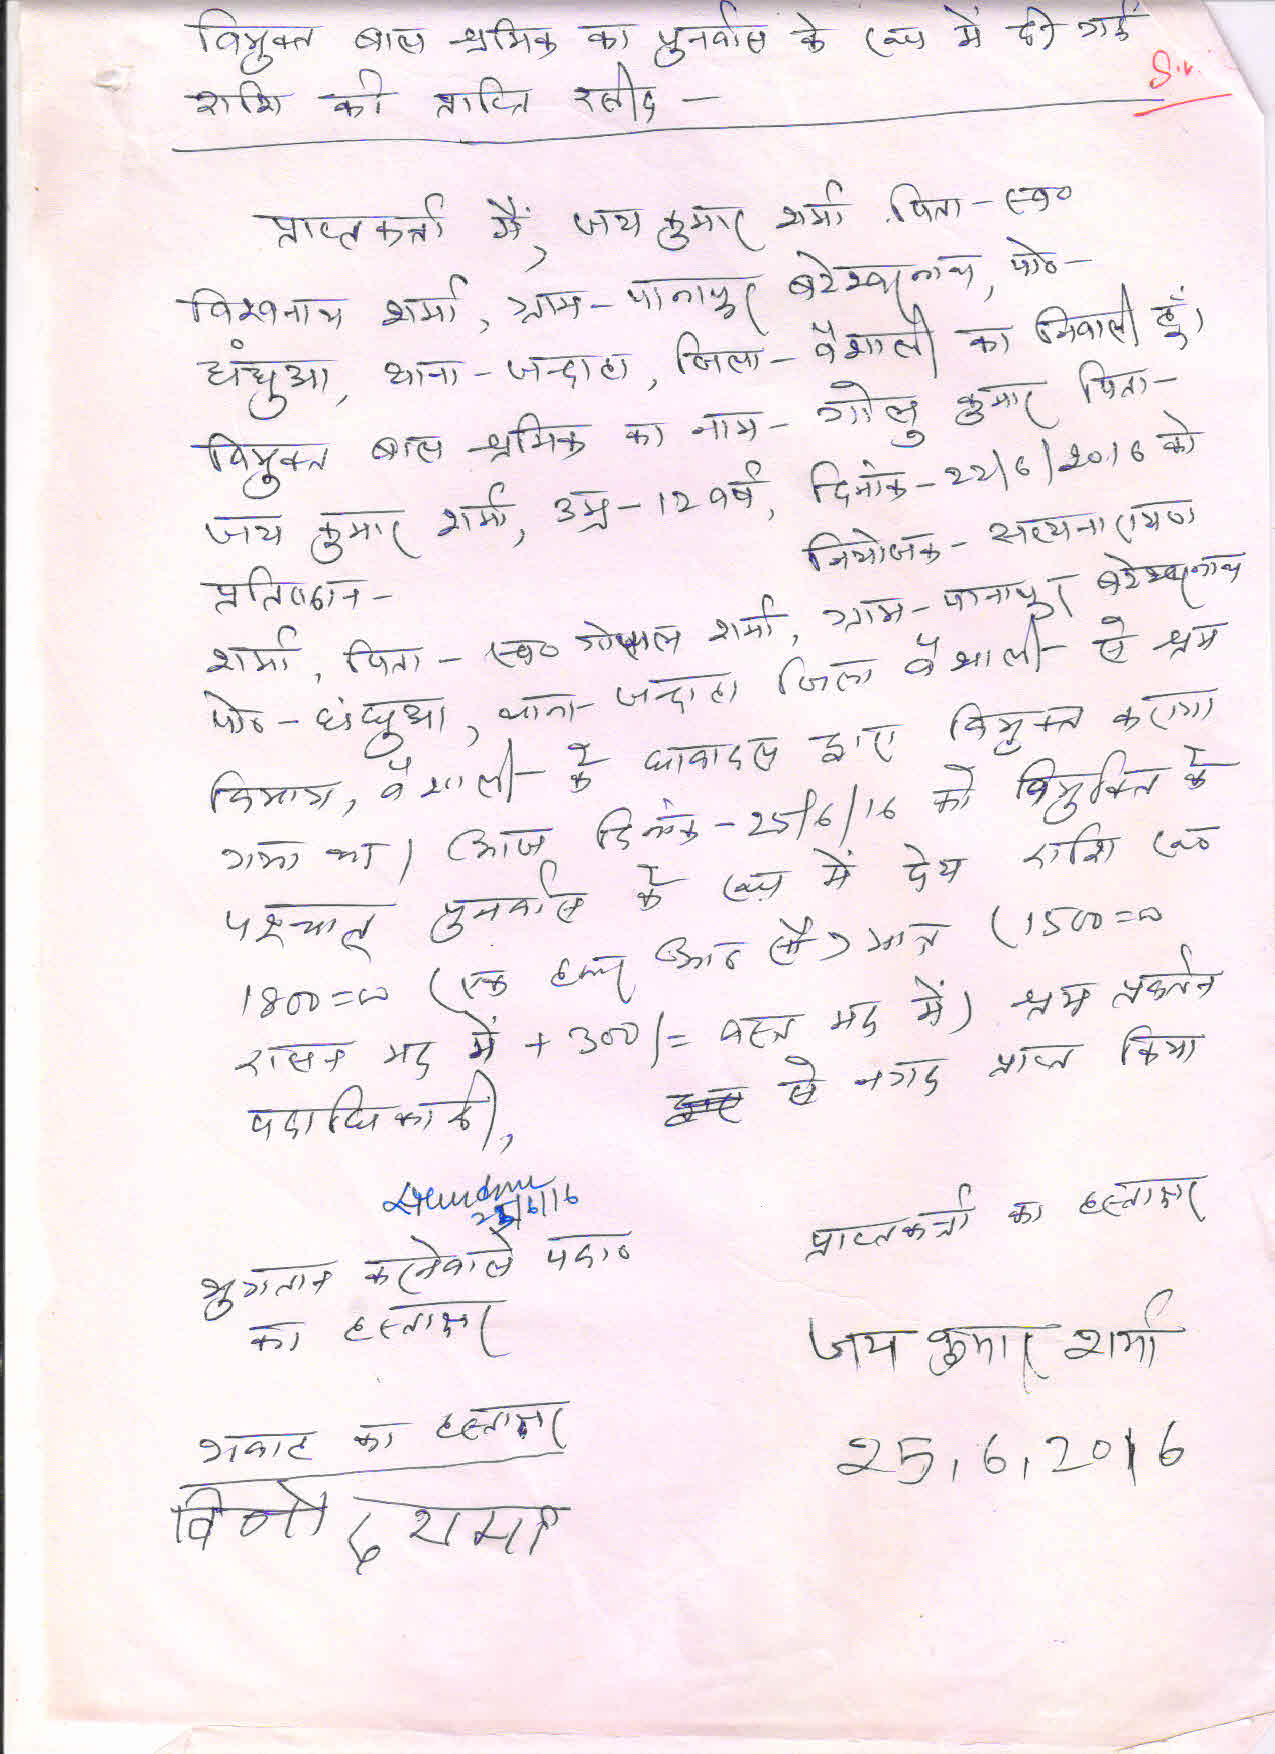 विमुक्त बाल श्रमिक का पुनर्वास के रूप में दी गई
राशि की प्राप्ति रसीद –
प्राप्तकर्ता मैं, जय कुमार शर्मा पिता – स्व०
विश्वनाथ शर्मा, ग्राम – पानापुर बटेश्वरनाथ, पो० –
धंधुआ, थाना – जन्दाहा, जिला – वैशाली का निवासी हूँ।
विमुक्त बाल श्रमिक का नाम – गोलु कुमार पिता –
जय कुमार शर्मा, उम्र – 12 वर्ष, दिनांक – 22/6/2016 को
प्रतिष्ठान – नियोजक – सत्यनारायण
शर्मा, पिता – स्व० गोपाल शर्मा, ग्राम – पानापुर बटेश्वरनाथ
पो० – धंधुआ, थाना – जन्दाहा जिला वैशाली – से श्रम
विभाग, वैशाली – के धावादल द्वारा विमुक्त कराया
गया था। आज दिनांक – 25/6/16 को विमुक्ति के
पश्चात् पुनर्वास के रूप में देय राशि रू०
1800=00 (एक हजार आठ सौ) मात्र (1500=00
राशन मद में + 300/= वस्त्र मद में) श्रम प्रवर्तन
पदाधिकारी, से नगद प्राप्त किया
25/6/16
प्राप्तकर्ता का हस्ताक्षर
भुगतान करनेवाले पदा०
का हस्ताक्षर
जय कुमार शर्मा
25.6.2016
गवाह का हस्ताक्षर
विनोद शर्मा